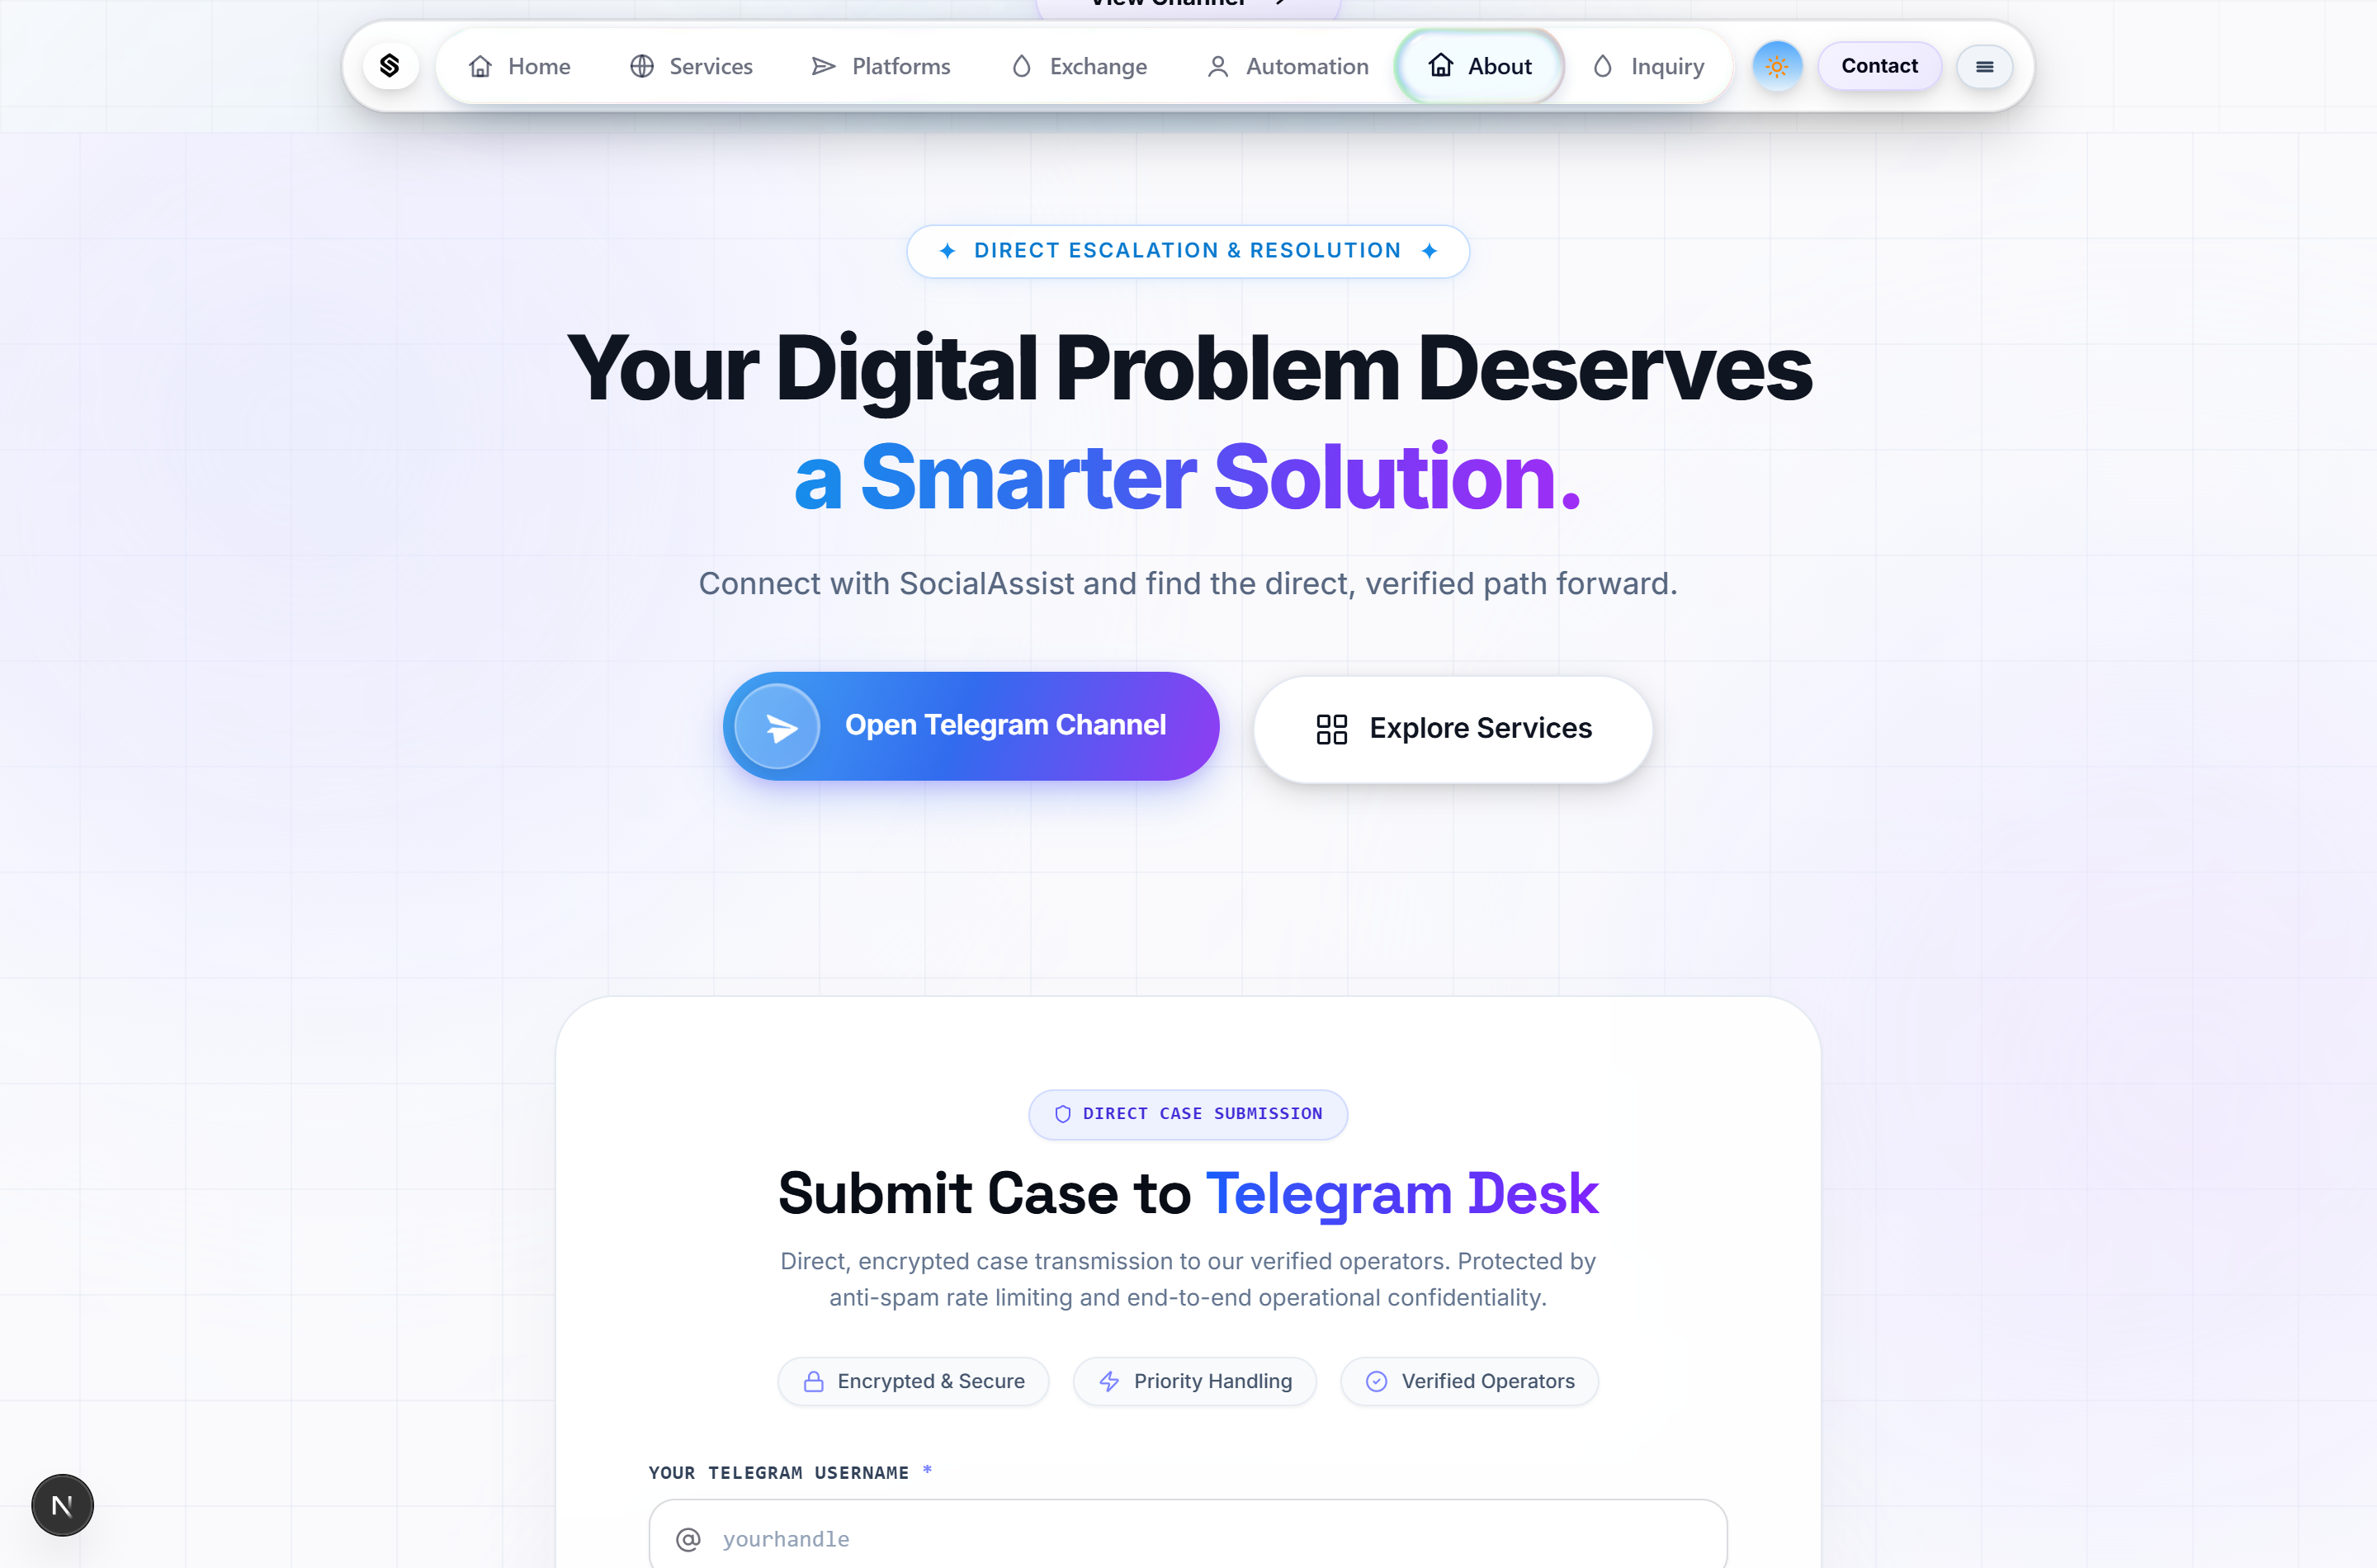 View Channel
Home
Services
Platforms
Exchange
Automation
About
Inquiry
Contact
DIRECT ESCALATION & RESOLUTION
Your Digital Problem Deserves
a Smarter Solution.
Connect with SocialAssist and find the direct, verified path forward.
Open Telegram Channel
Explore Services
DIRECT CASE SUBMISSION
Submit Case to Telegram Desk
Direct, encrypted case transmission to our verified operators. Protected by
anti-spam rate limiting and end-to-end operational confidentiality.
Encrypted & Secure
Priority Handling
Verified Operators
YOUR TELEGRAM USERNAME *
@ yourhandle
N